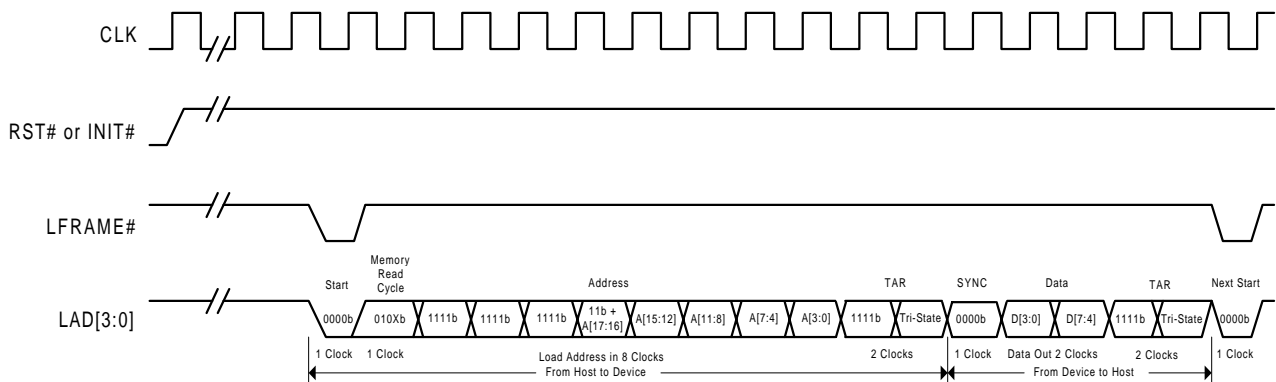 CLK
RST# or INIT#
LFRAME#
Memory
Read
Cycle
Start
Address
TAR
SYNC
Data
TAR
Next Start
LAD[3:0]
0000b
010Xb
1111b
1111b
1111b
11b +
A[17:16]
A[15:12]
A[11:8]
A[7:4]
A[3:0]
1111b
Tri-State
0000b
D[3:0]
D[7:4]
1111b
Tri-State
0000b
1 Clock
1 Clock
Load Address in 8 Clocks
2 Clocks
1 Clock
Data Out 2 Clocks
2 Clocks
1 Clock
From Host to Device
From Device to Host